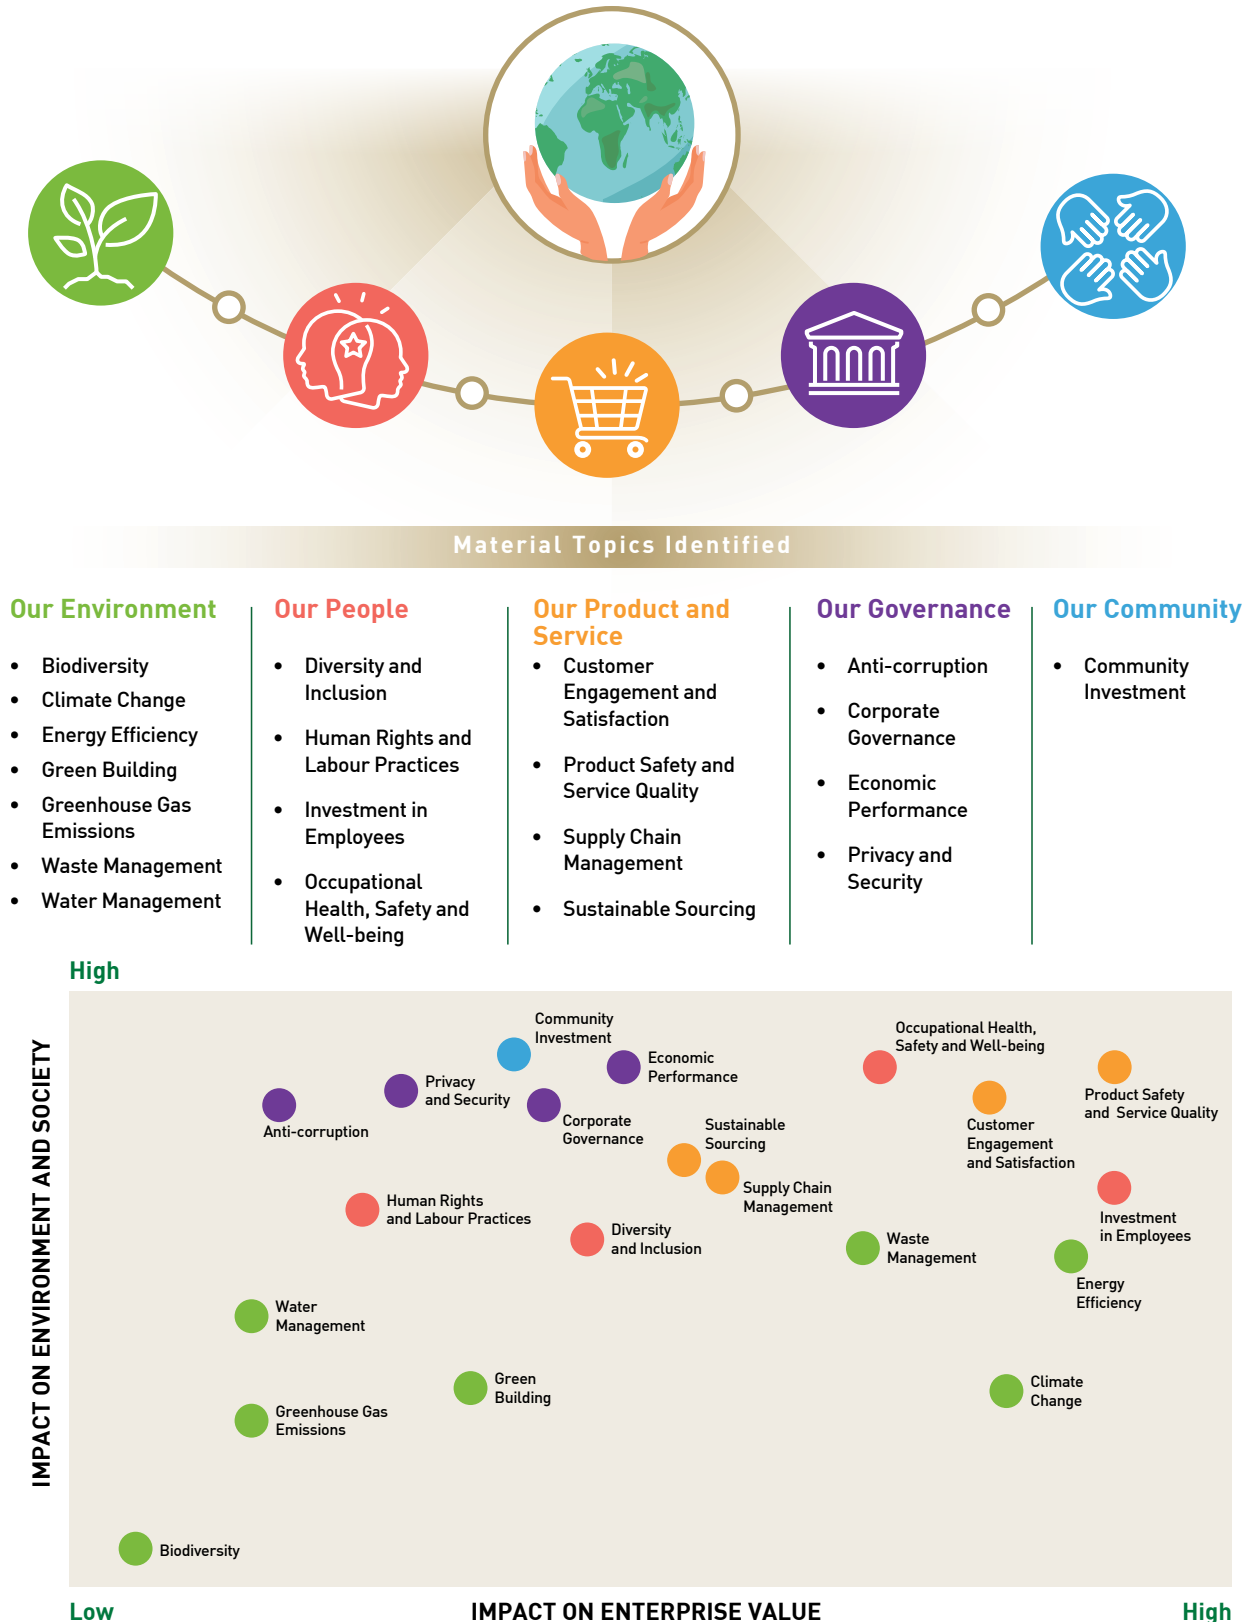 Material Topics Identified
Our Environment
• Biodiversity
• Climate Change
• Energy Efficiency
• Green Building
• Greenhouse Gas
Emissions
• Waste Management
• Water Management
Our People
• Diversity and
Inclusion
• Human Rights and
Labour Practices
• Investment in
Employees
• Occupational
Health, Safety and
Well-being
Our Product and
Service
• Customer
Engagement and
Satisfaction
• Product Safety and
Service Quality
• Supply Chain
Management
• Sustainable Sourcing
Our Governance
• Anti-corruption
• Corporate
Governance
• Economic
Performance
• Privacy and
Security
Our Community
• Community
Investment
High
IMPACT ON ENVIRONMENT AND SOCIETY
Community
Investment
Economic
Performance
Occupational Health,
Safety and Well-being
Privacy
and Security
Product Safety
and Service Quality
Anti-corruption
Corporate
Governance
Sustainable
Sourcing
Customer
Engagement
and Satisfaction
Supply Chain
Management
Human Rights
and Labour Practices
Investment
in Employees
Diversity
and Inclusion
Waste
Management
Energy
Efficiency
Water
Management
Green
Building
Climate
Change
Greenhouse Gas
Emissions
Biodiversity
Low
IMPACT ON ENTERPRISE VALUE
High